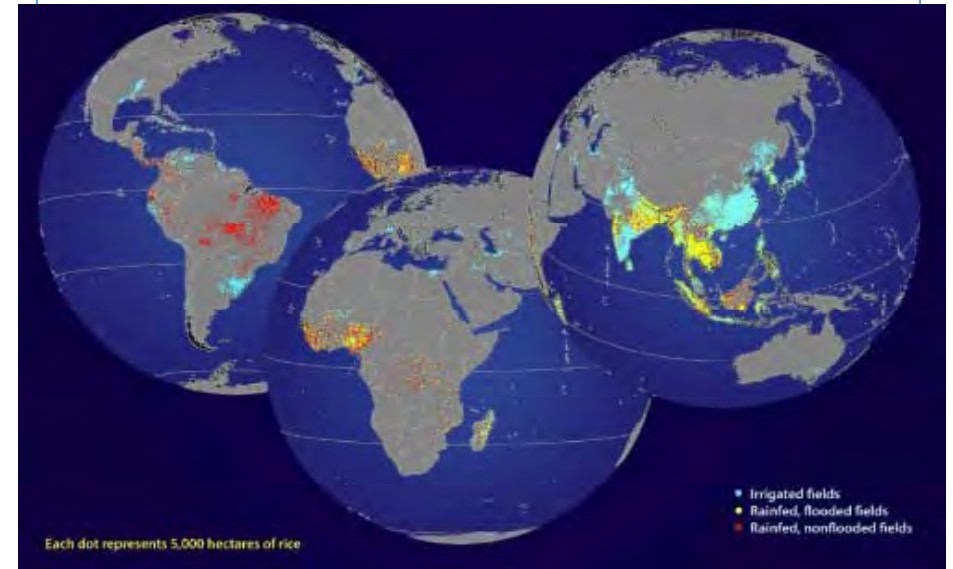 Irrigated fields
Rainfed, flooded fields
Rainfed, nonflooded fields
Each dot represents 5,000 hectares of rice